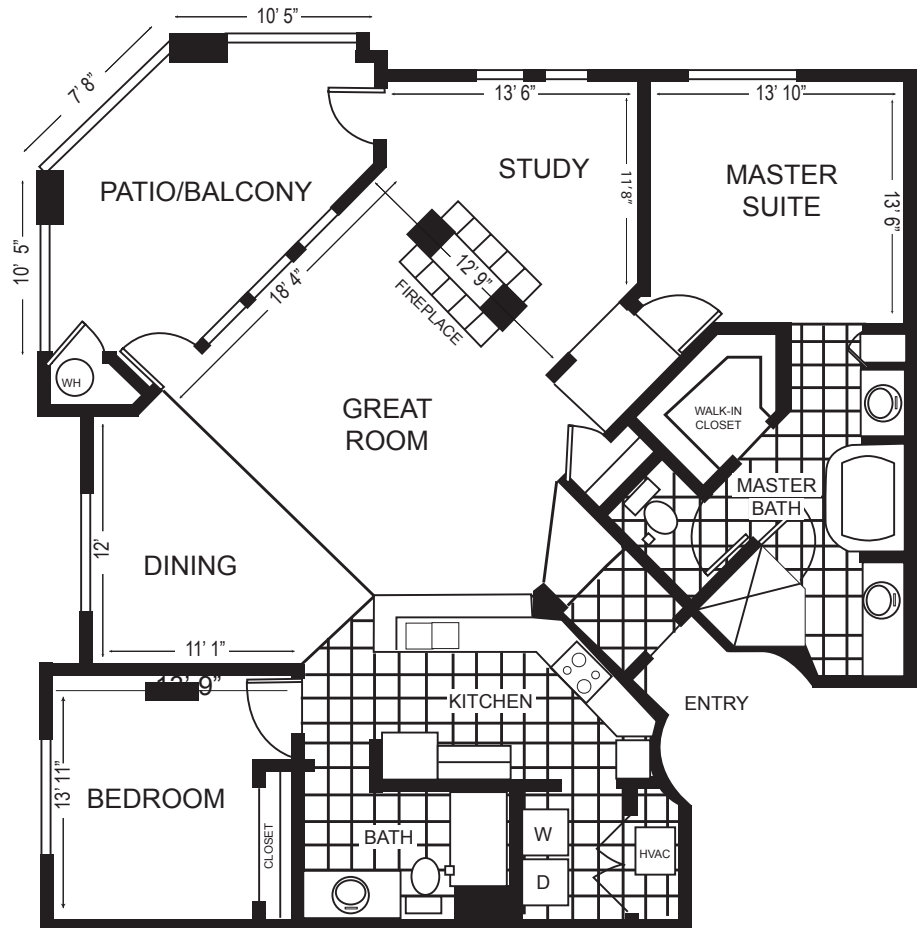 10' 5"
7' 8"
13' 6"
13' 10"
STUDY
11'8"
MASTER
SUITE
13' 6"
PATIO/BALCONY
10' 5"
18' 4"
12' 9"
FIREPLACE
WH
GREAT
ROOM
WALK-IN
CLOSET
MASTER
BATH
12'
DINING
11' 1"
KITCHEN
ENTRY
13' 11"
BEDROOM
CLOSET
BATH
W
D
HVAC